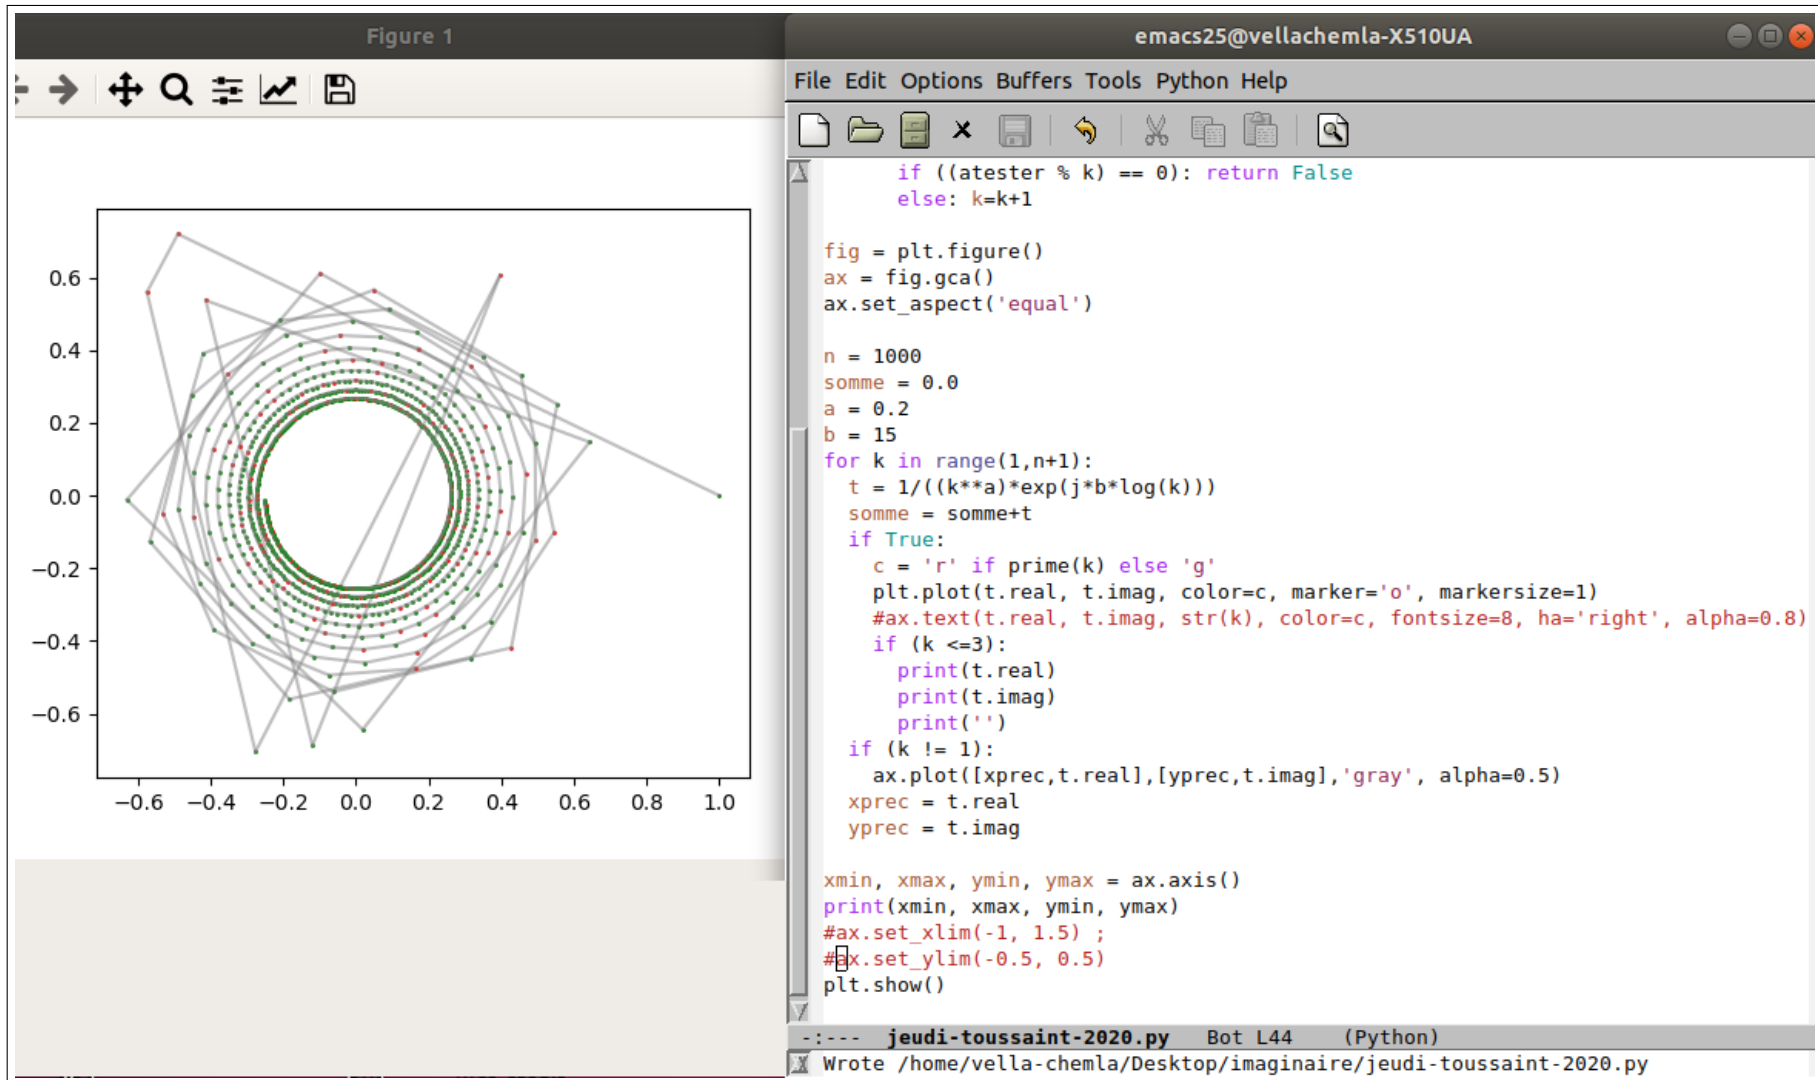 Figure 1
0.6
0.4
0.2
0.0
−0.2
−0.4
−0.6
−0.6 −0.4 −0.2 0.0 0.2 0.4 0.6 0.8 1.0
emacs25@vellachemla-X510UA
File Edit Options Buffers Tools Python Help
if ((atester % k) == 0): return False
else: k=k+1
fig = plt.figure()
ax = fig.gca()
ax.set_aspect('equal')
n = 1000
somme = 0.0
a = 0.2
b = 15
for k in range(1,n+1):
t = 1/((k**a)*exp(j*b*log(k)))
somme = somme+t
if True:
c = 'r' if prime(k) else 'g'
plt.plot(t.real, t.imag, color=c, marker='o', markersize=1)
#ax.text(t.real, t.imag, str(k), color=c, fontsize=8, ha='right', alpha=0.8)
if (k <=3):
print(t.real)
print(t.imag)
print('')
if (k != 1):
ax.plot([xprec,t.real],[yprec,t.imag],'gray', alpha=0.5)
xprec = t.real
yprec = t.imag
xmin, xmax, ymin, ymax = ax.axis()
print(xmin, xmax, ymin, ymax)
#ax.set_xlim(-1, 1.5) ;
#ax.set_ylim(-0.5, 0.5)
plt.show()
-:--- jeudi-toussaint-2020.py Bot L44 (Python)
Wrote /home/vella-chemla/Desktop/imaginaire/jeudi-toussaint-2020.py